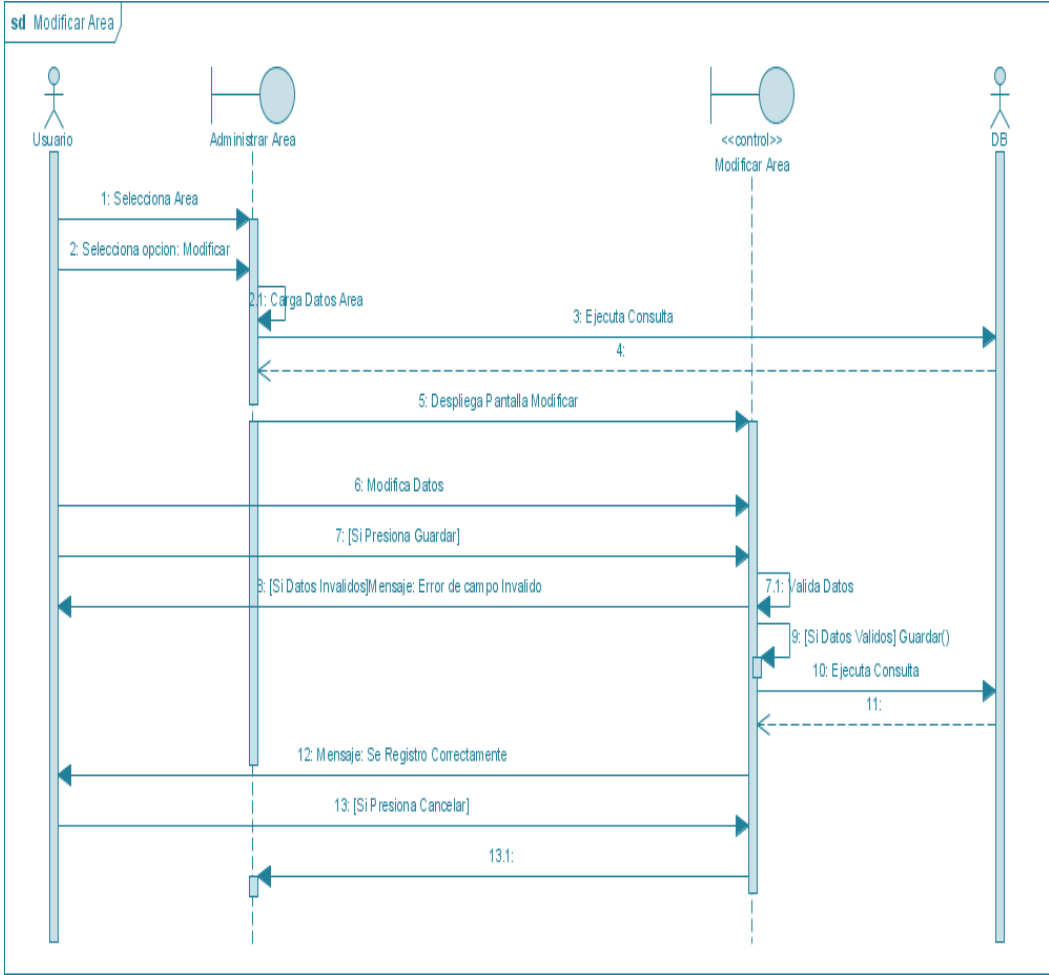 sd Modificar Area
Usuario
Administrar Area
<<control>>
Modificar Area
DB
1: Selecciona Area
2: Selecciona opcion: Modificar
2.1: Carga Datos Area
3: Ejecuta Consulta
4:
5: Despliega Pantalla Modificar
6: Modifica Datos
7: [Si Presiona Guardar]
7.1: Valida Datos
8: [Si Datos Invalidos]Mensaje: Error de campo Invalido
9: [Si Datos Validos] Guardar()
10: Ejecuta Consulta
11:
12: Mensaje: Se Registro Correctamente
13: [Si Presiona Cancelar]
13.1: